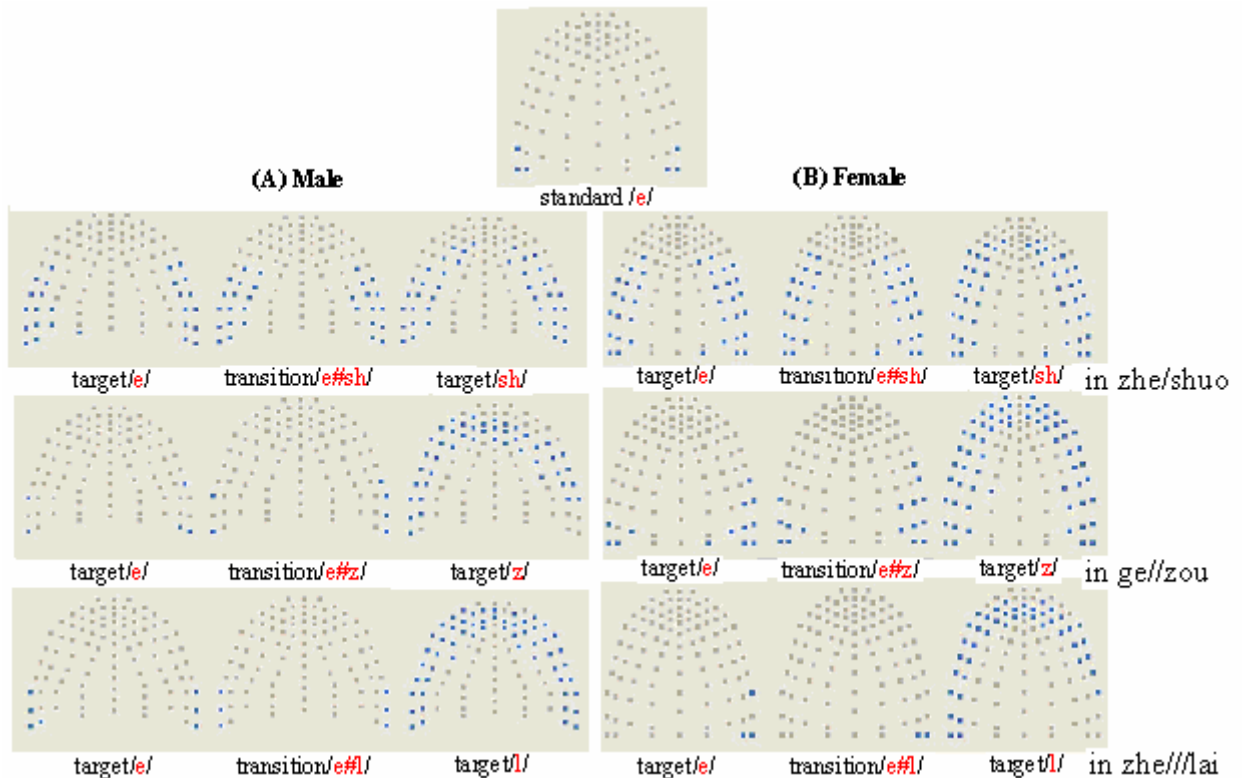 standard /e/
(A) Male
(B) Female
target/e/ transition/e#sh/ target/sh/ target/e/ transition/e#sh/ target/sh/ in zhe/shuo
target/e/ transition/e#z/ target/z/ target/e/ transition/e#z/ target/z/ in ge//zou
target/e/ transition/e#l/ target/l/ target/e/ transition/e#l/ target/l/ in zhe///lai